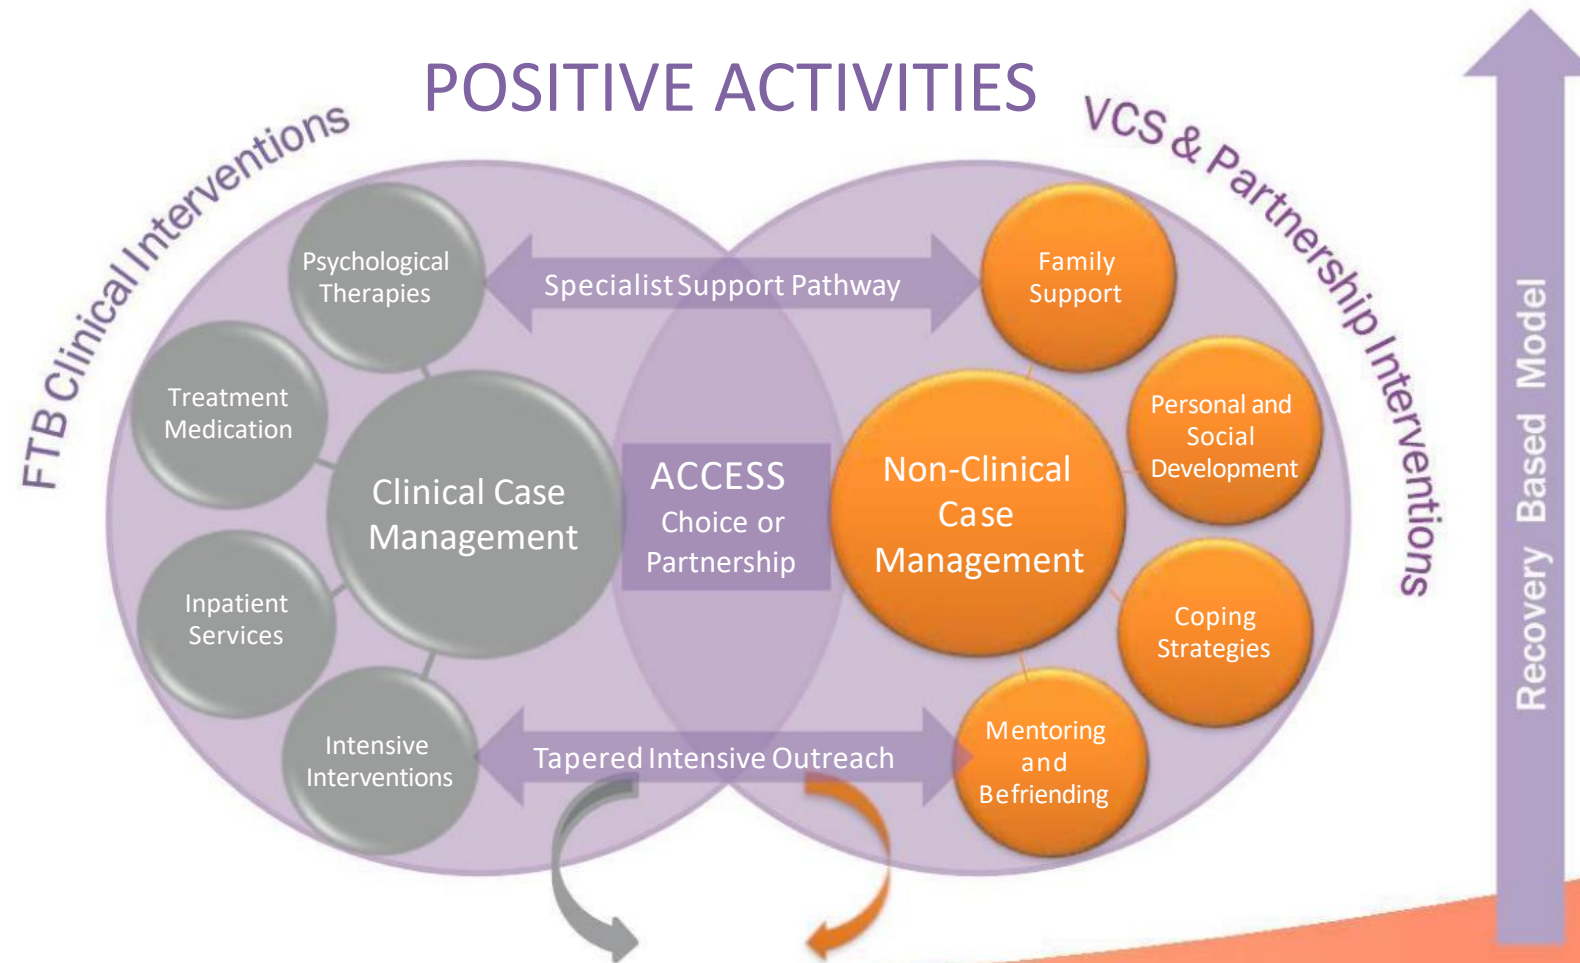 POSITIVE ACTIVITIES
FTB Clinical Interventions
VCS & Partnership Interventions
Psychological
Therapies
Specialist Support Pathway
Family
Support
Treatment
Medication
Personal and
Social
Development
Clinical Case
Management
ACCESS
Choice or
Partnership
Non-Clinical
Case
Management
Inpatient
Services
Coping
Strategies
Intensive
Interventions
Tapered Intensive Outreach
Mentoring
and
Befriending
Recovery Based Model